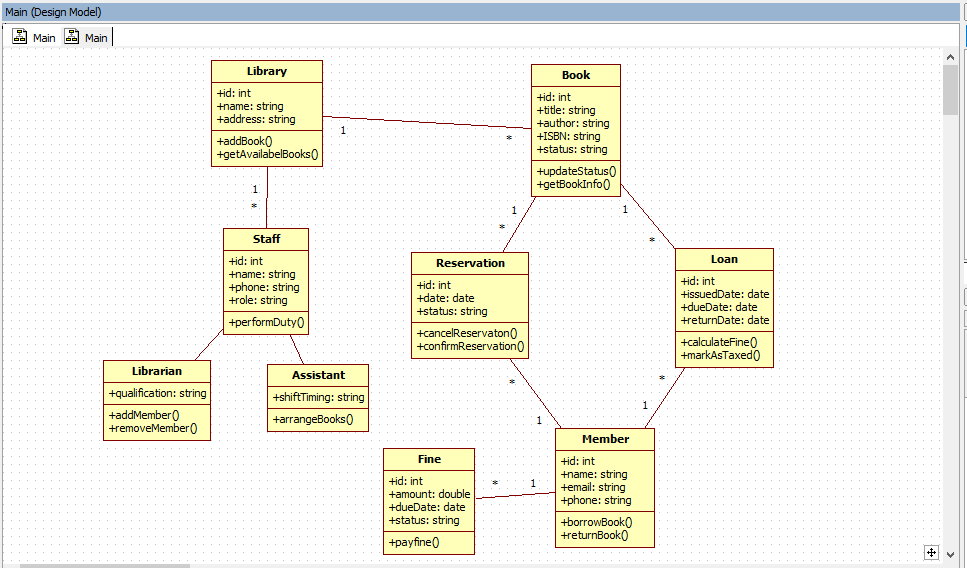 Main (Design Model)
Main
Main
Library
+id: int
+name: string
+address: string
+addBook()
+getAvailabelBooks()
1
*
Book
+id: int
+title: string
+author: string
+ISBN: string
+status: string
+updateStatus()
+getBookInfo()
1
*
1
*
1
*
Staff
+id: int
+name: string
+phone: string
+role: string
+performDuty()
Reservation
+id: int
+date: date
+status: string
+cancelReservaton()
+confirmReservation()
Loan
+id: int
+issuedDate: date
+dueDate: date
+returnDate: date
+calculateFine()
+markAsTaxed()
Librarian
+qualification: string
+addMember()
+removeMember()
Assistant
+shiftTiming: string
+arrangeBooks()
*
1
*
1
Fine
+id: int
+amount: double
+dueDate: date
+status: string
+payfine()
*
1
Member
+id: int
+name: string
+email: string
+phone: string
+borrowBook()
+returnBook()